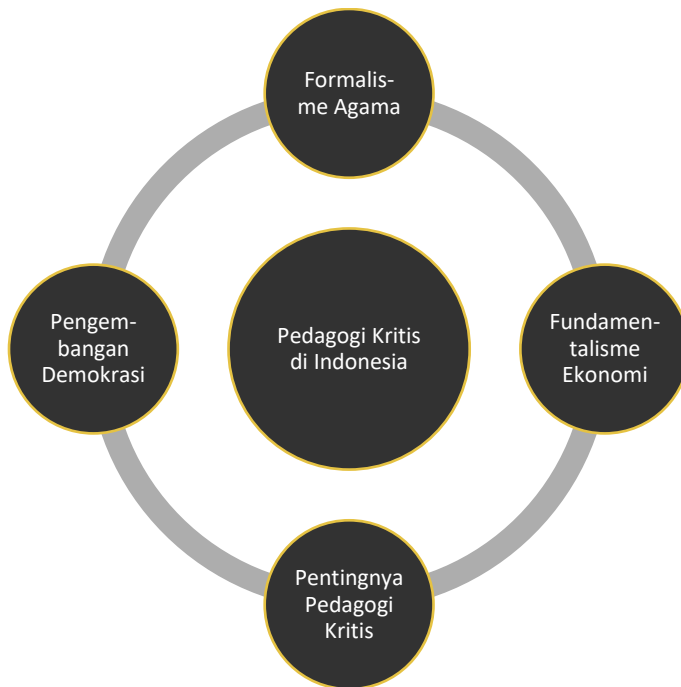 Formalis-
me Agama
Pengem-
bangan
Demokrasi
Pedagogi Kritis
di Indonesia
Fundamen-
talisme
Ekonomi
Pentingnya
Pedagogi
Kritis